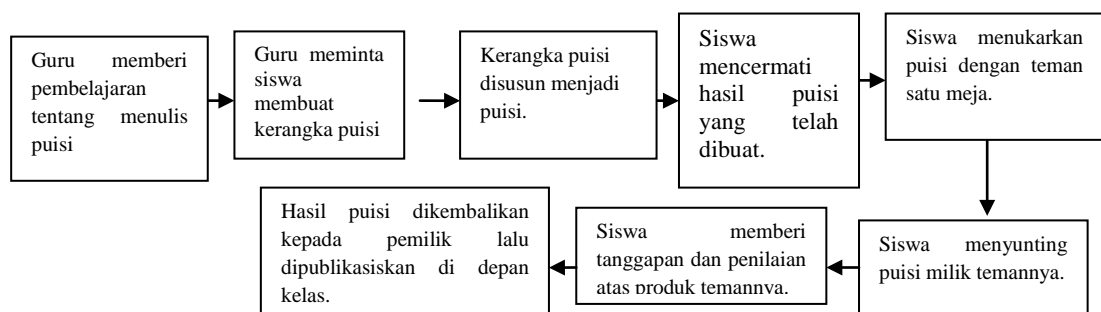 Guru memberi
pembelajaran
tentang menulis
puisi
Guru meminta
siswa
membuat
kerangka puisi
Kerangka puisi
disusun menjadi
puisi.
Siswa
mencermati
hasil puisi
yang telah
dibuat.
Siswa menukarkan
puisi dengan teman
satu meja.
Siswa menyunting
puisi milik temannya.
Siswa memberi
tanggapan dan penilaian
atas produk temannya.
Hasil puisi dikembalikan
kepada pemilik lalu
dipublikasiskan di depan
kelas.